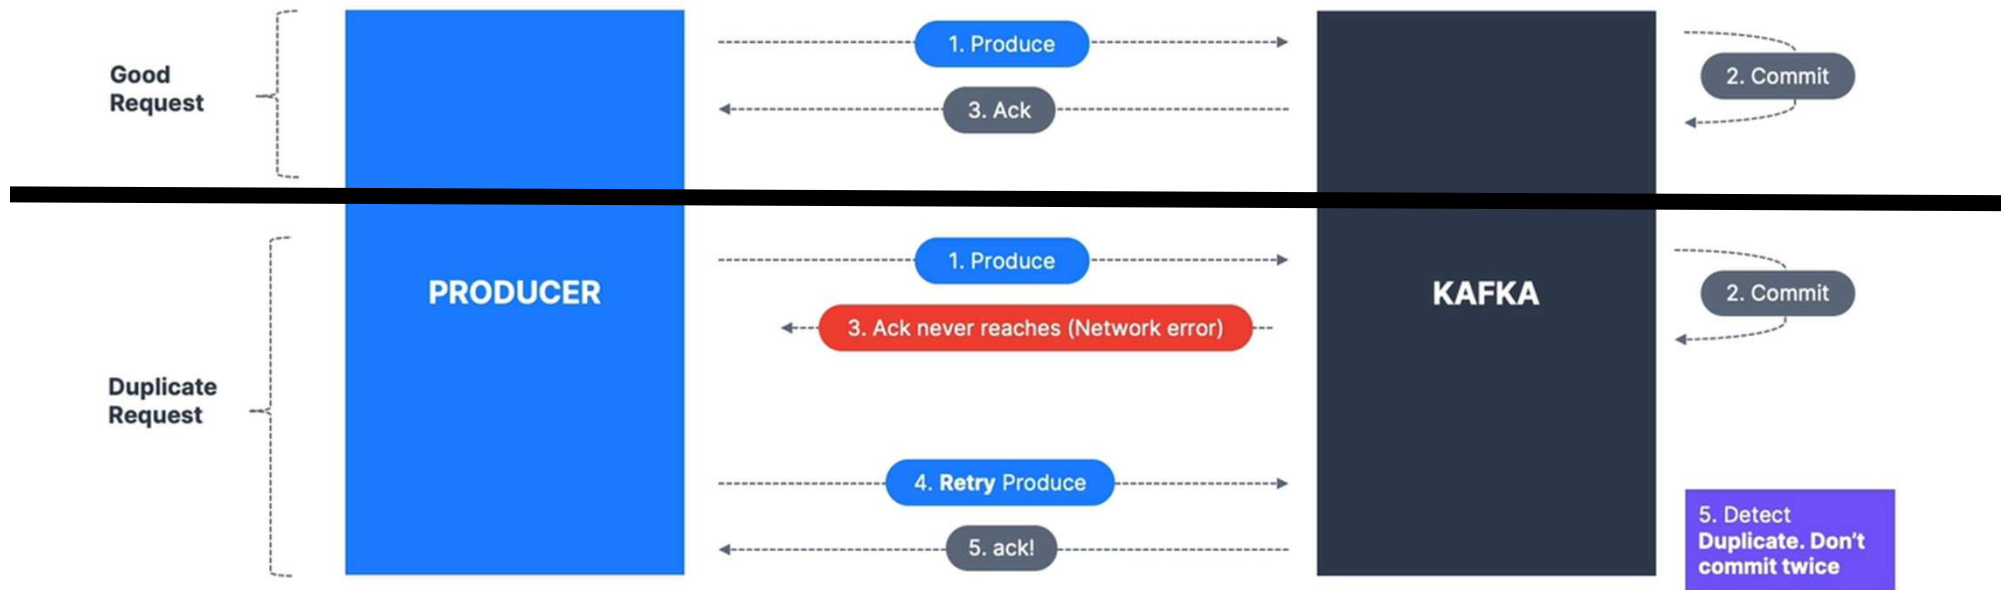 Good
Request
1. Produce
3. Ack
2. Commit
PRODUCER
KAFKA
Duplicate
Request
1. Produce
3. Ack never reaches (Network error)
2. Commit
4. Retry Produce
5. ack!
5. Detect
Duplicate. Don't
commit twice